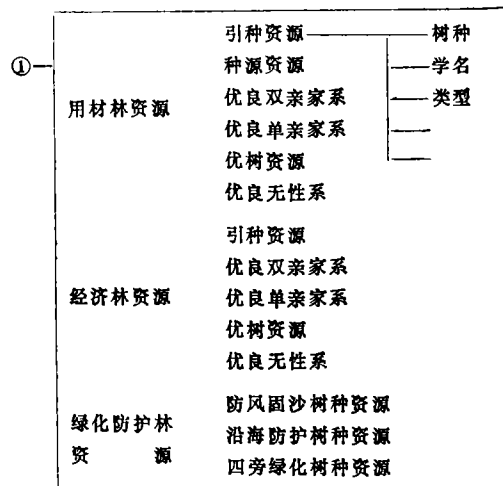 引种资源 树种
① 种源资源 学名
用材林资源 优良双亲家系 类型
优良单亲家系
优树资源
优良无性系
引种资源
优良双亲家系
经济林资源 优良单亲家系
优树资源
优良无性系
防风固沙树种资源
绿化防护林 沿海防护树种资源
资源 四旁绿化树种资源